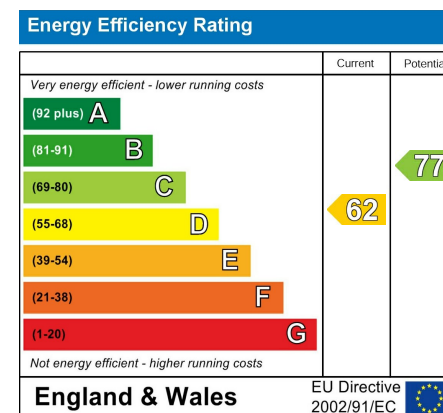 Energy Efficiency Rating
Current Potentia
Very energy efficient - lower running costs
(92 plus) A
(81-91) B
(69-80) C
(55-68) D
(39-54) E
(21-38) F
(1-20) G
62
77
Not energy efficient - higher running costs
England & Wales
EU Directive
2002/91/EC